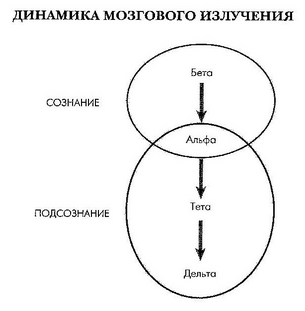 ДИНАМИКА МОЗГОВОГО ИЗЛУЧЕНИЯ
Бета
СОЗНАНИЕ
Альфа
ПОДСОЗНАНИЕ
Тета
Дельта